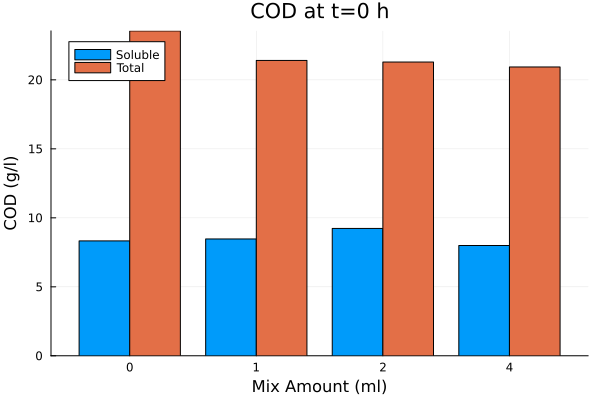 COD at t=0 h
Soluble
Total
COD (g/l)
20
15
10
5
0
0 1 2 4
Mix Amount (ml)